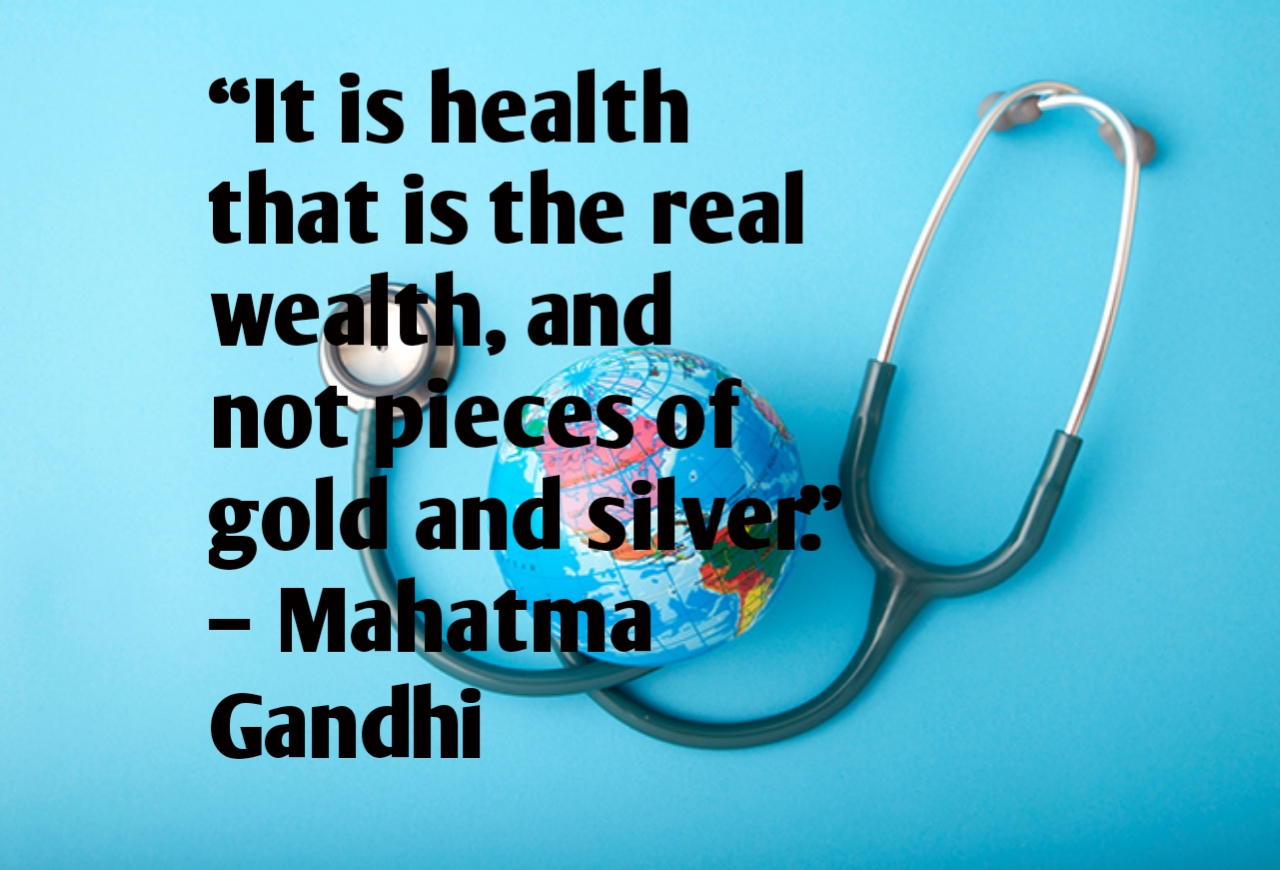 “It is health
that is the real
wealth, and
not pieces of
gold and silver.”
– Mahatma
Gandhi